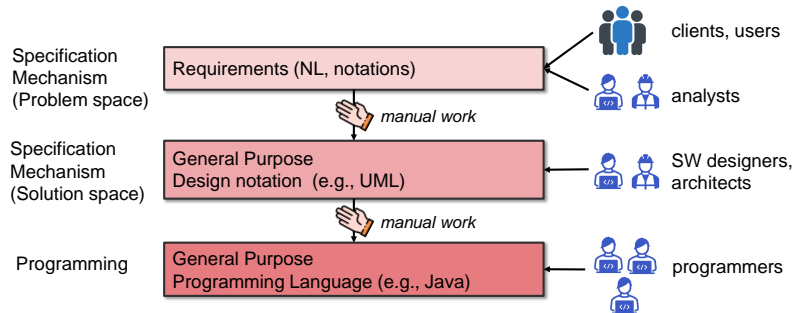 clients, users
Specification
Mechanism
(Problem space)
Requirements (NL, notations)
analysts
manual work
Specification
Mechanism
(Solution space)
General Purpose
Design notation (e.g., UML)
SW designers,
architects
manual work
Programming
General Purpose
Programming Language (e.g., Java)
programmers